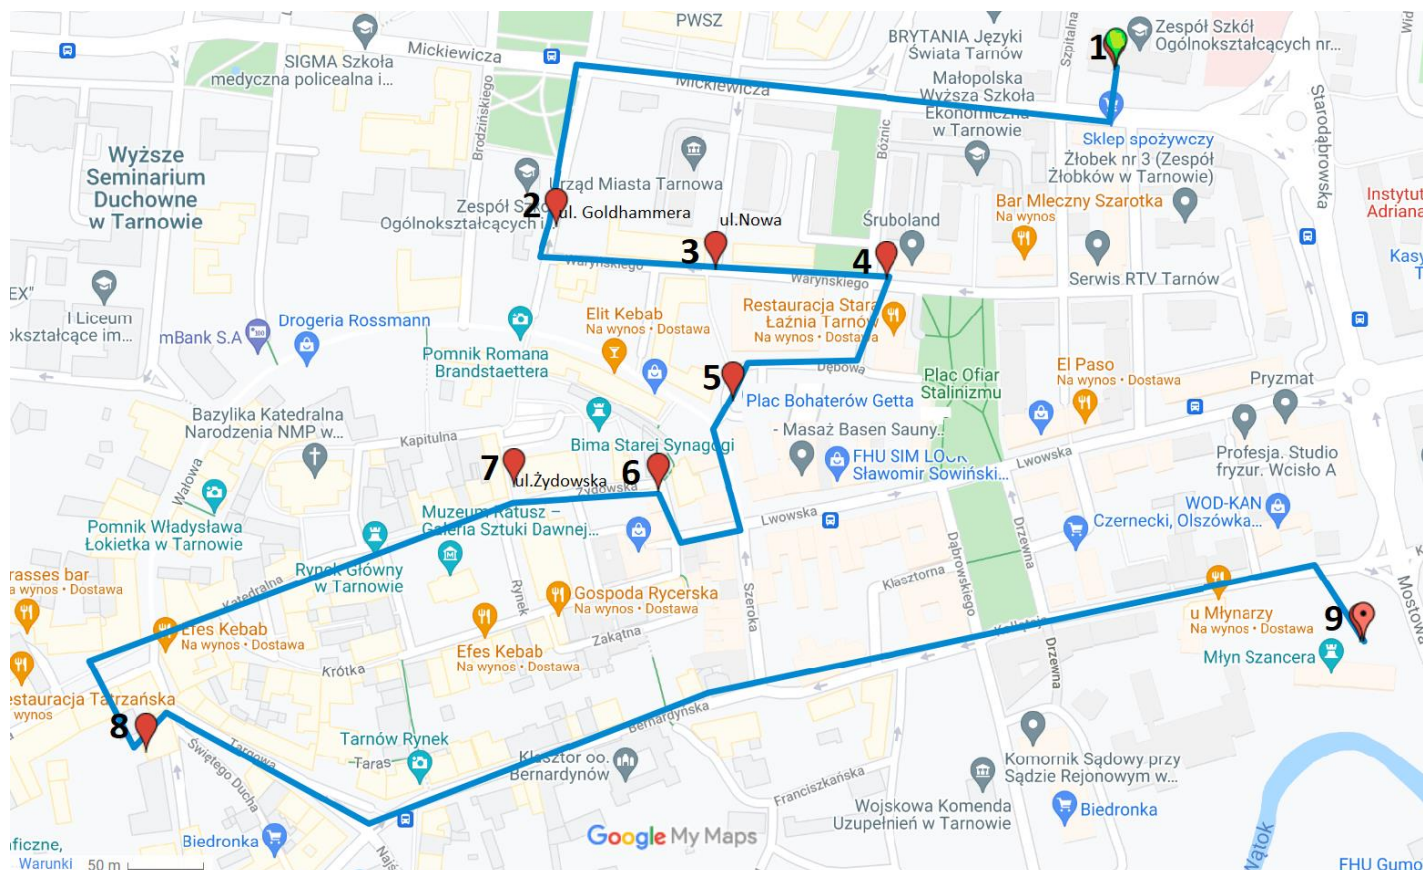 PWSZ
SIGMA Szkoła
medyczna policealna i...
Mickiewicza
BRYTANIA Języki
Świata Tarnów
Szpitalna
1
Zespół Szkół
Ogólnokształcących nr...
Mickiewicza
Małopolska
Wyższa Szkoła
Ekonomiczna
w Tarnowie
Starodąbrowska
Wyższe
Seminarium
Duchowne
w Tarnowie
Brodzińskiego
Bóżnic
Sklep spożywczy
Żłobek nr 3 (Zespół
Żłobków w Tarnowie)
Urząd Miasta Tarnowa
Zespół Szkó
Ogólnokształcących i...
2
ul. Goldhammera
ul.Nowa
3
Śruboland
4
Bar Mleczny Szarotka
Na wynos
Instytut
Adriana
Waryńskiego
Waryńskiego
Serwis RTV Tarnów
Kasy
EX"
I Liceum
okształcące im...
mBank S.A
Drogeria Rossmann
Elit Kebab
Na wynos • Dostawa
Restauracja Stara
Łaźnia Tarnów
Na wynos • Dostawa
Pomnik Romana
Brandstaettera
Dębowa
5
Plac Bohaterów Getta
Plac Ofiar
Stalinizmu
El Paso
Na wynos • Dostawa
Pryzmat
Bazylika Katedralna
Narodzenia NMP w...
Kapitulna
Bima Starej Synagogi
- Masaż Basen Sauny...
FHU SIM LOCK
Sławomir Sowiński...
Lwowska
Profesja. Studio
fryzur. Wcisło A
Wałowa
7
ul.Żydowska
Żydowska
6
Pomnik Władysława
Łokietka w Tarnowie
Muzeum Ratusz –
Galeria Sztuki Dawnej...
Lwowska
WOD-KAN
Czernecki, Olszówka...
Drzewna
Dąbrowskiego
Rynek Główny
w Tarnowie
Klasztorna
rasses bar
a wynos • Dostawa
Katedralna
Rynek
Gospoda Rycerska
Na wynos • Dostawa
Szeroka
Mostowa
Efes Kebab
Na wynos • Dostawa
Efes Kebab
Na wynos • Dostawa
Zakątna
Kołłątaja
u Młynarzy
Na wynos • Dostawa
9
Młyn Szancera
Drzewna
Krótka
estauracja Tatrzańska
wynos
8
Targowa
Świętego Ducha
Tarnów Rynek
Taras
Bernardyńska
Klasztor oo.
Bernardynów
Franciszkańska
Komornik Sądowy przy
Sądzie Rejonowym w...
Wojskowa Komenda
Uzupełnień w Tarnowie
Biedronka
Biedronka
Google My Maps
Wątok
aficzne,
Warunki
50 m
FHU Gumo